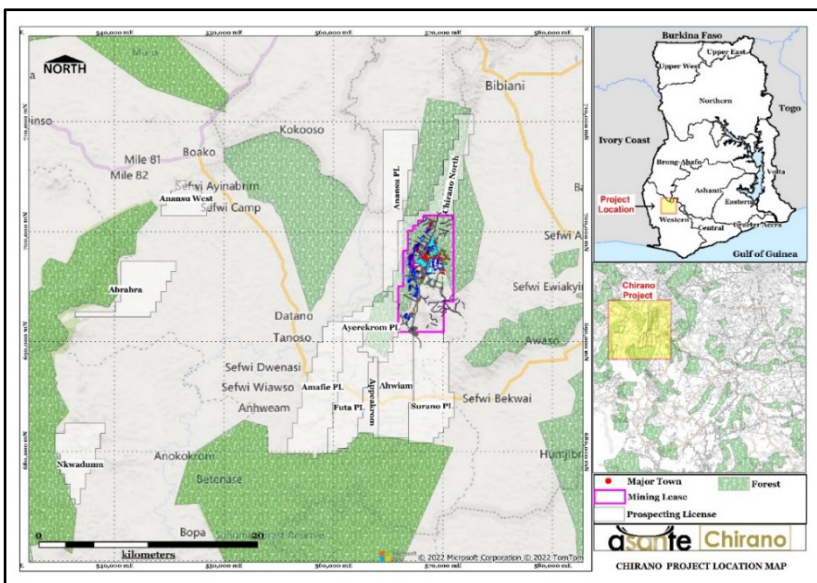 540,000 mE
550,000 mE
560,000 mE
570,000 mE
580,000 mE
NORTH
Bibiani
Kokooso
Boako
Mile 81
Mile 82
Sefwi Ayinabrim
Anansu West
Sefwi Camp
Anansu PL
Chirano North
Abrahra
Datano
Tanoso
Ayerekrom PL
Sefwi Ewiakyin
Awaso
Sefwi Dwenasi
Sefwi Wiawso
Anhweam
Amafie PL
Futa PL
Appeakrom
Ahwiam
Surano PL
Sefwi Bekwai
Nkwadumu
Anokokrom
Betenase
Bopa
0
20
kilometers
Microsoft
© 2022 Microsoft Corporation © 2022 TomTom
Burkina Faso
Upper East
Upper West
Northern
Togo
Ivory Coast
Brong-Ahafo
Volta
Ashanti
Eastern
Project
Location
Western
Central
Greater Accra
Gulf of Guinea
Chirano
Project
Major Town
Forest
Mining Lease
Prospecting License
asante Chirano
CHIRANO PROJECT LOCATION MAP